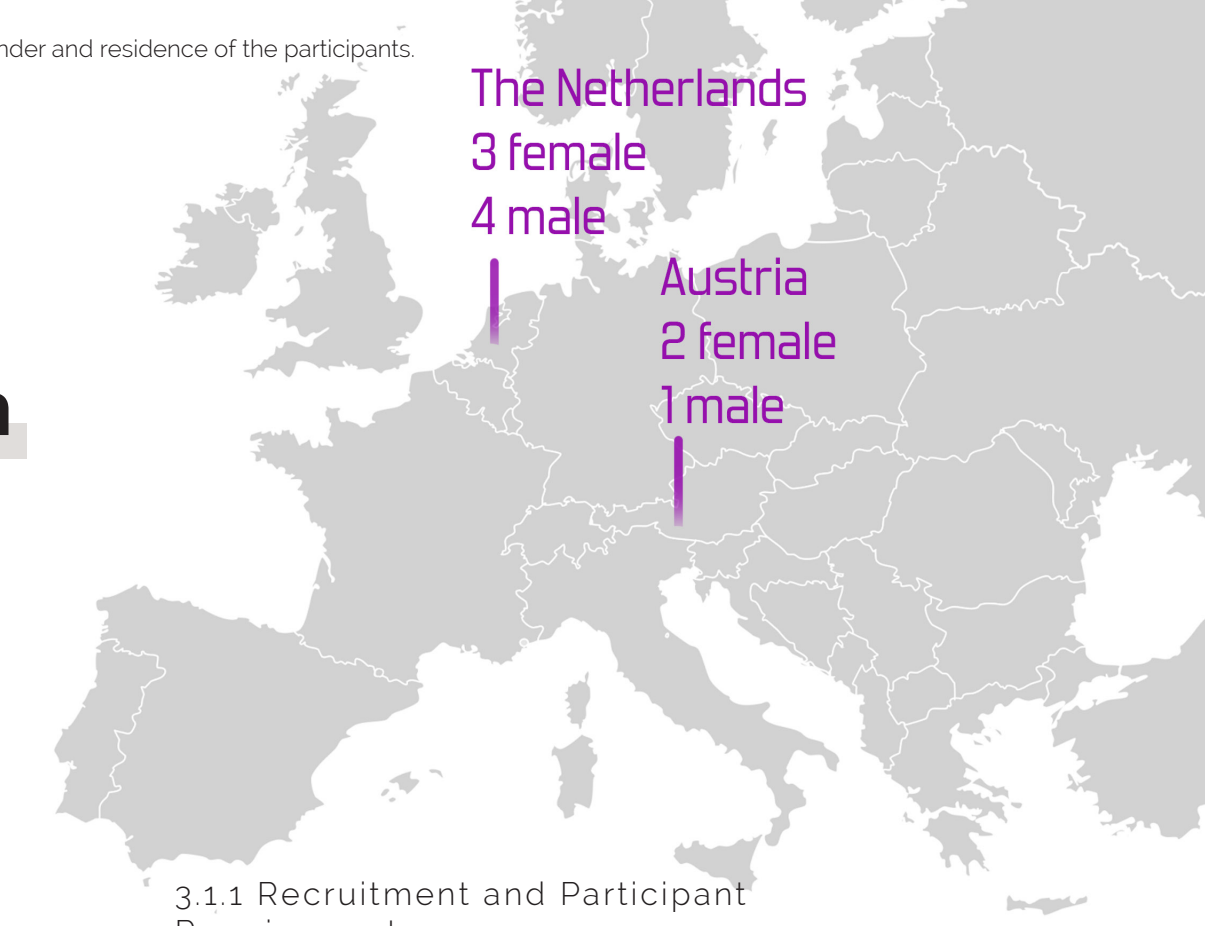 and residence of the participants.
The Netherlands
3 female
4 male
Austria
2 female
1 male
3.1.1 Recruitment and Participant